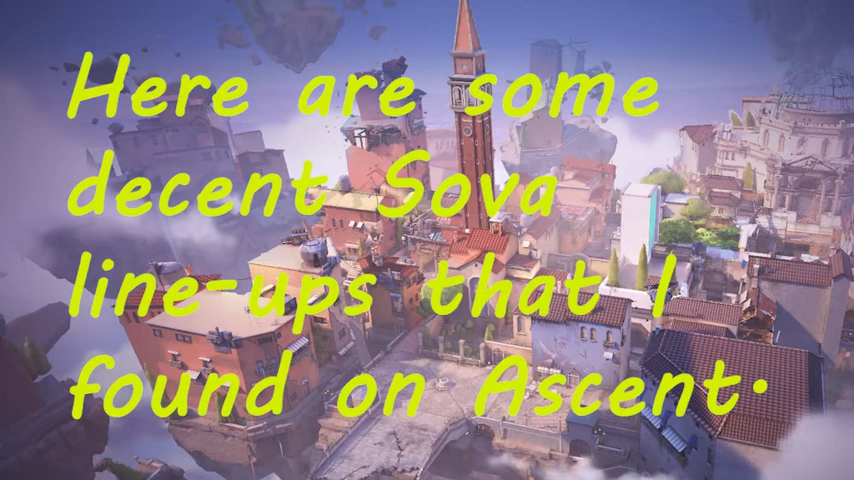 Here are some
decent Sova
line-ups that I
found on Ascent.